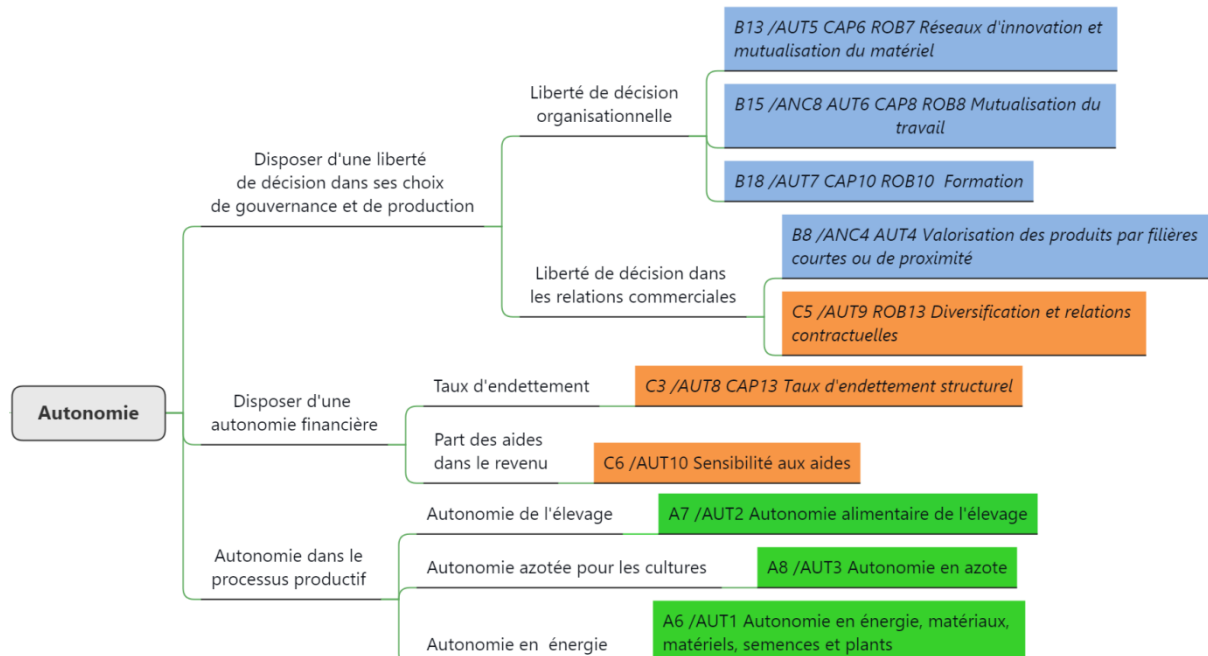 B13 /AUT5 CAP6 ROB7 Réseaux d'innovation et
mutualisation du matériel
Liberté de décision
organisationnelle
B15 /ANC8 AUT6 CAP8 ROB8 Mutualisation du
travail
Disposer d'une liberté
de décision dans ses choix
de gouvernance et de production
B18 /AUT7 CAP10 ROB10 Formation
B8 /ANC4 AUT4 Valorisation des produits par filières
courtes ou de proximité
Liberté de décision dans
les relations commerciales
C5 /AUT9 ROB13 Diversification et relations
contractuelles
Autonomie
Disposer d'une
autonomie financière
Taux d'endettement
C3 /AUT8 CAP13 Taux d'endettement structurel
Part des aides
dans le revenu
C6 /AUT10 Sensibilité aux aides
Autonomie dans le
processus productif
Autonomie de l'élevage
A7 /AUT2 Autonomie alimentaire de l'élevage
Autonomie azotée pour les cultures
A8 /AUT3 Autonomie en azote
Autonomie en énergie
A6 /AUT1 Autonomie en énergie, matériaux,
matériels, semences et plants